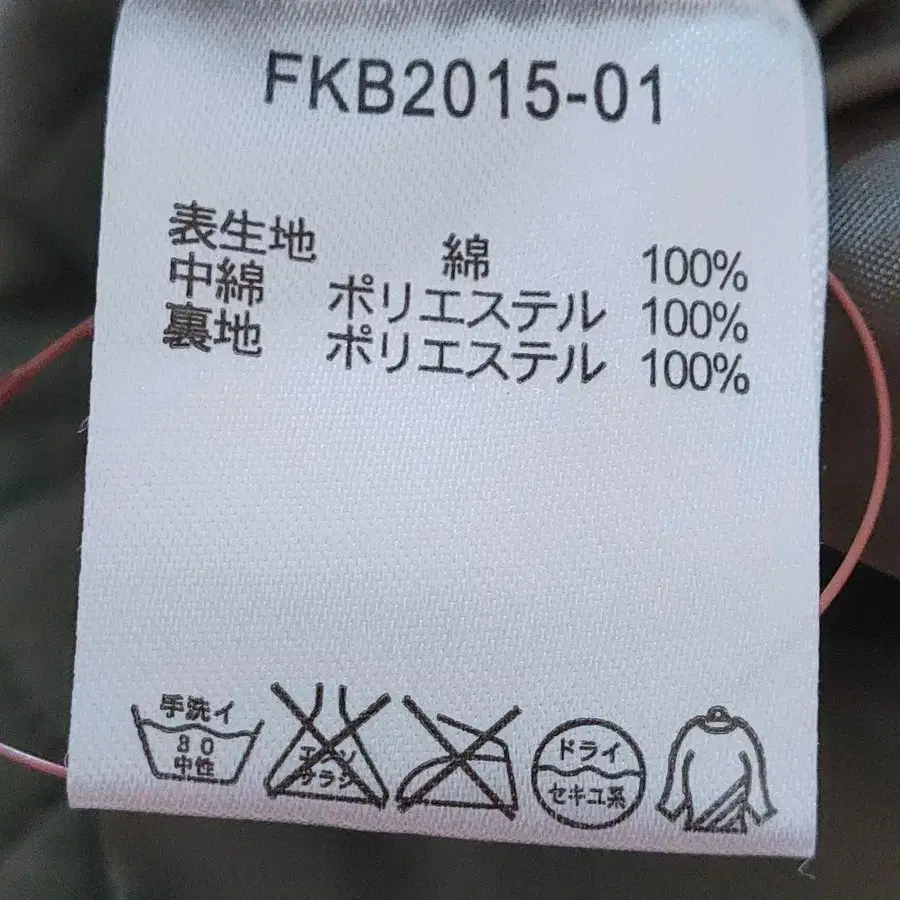 FKB2015-01
表生地 綿 100%
中綿 ポリエステル 100%
裏地 ポリエステル 100%
手洗イ
30
中性
エンソ
サラシ
ドライ
セキユ系